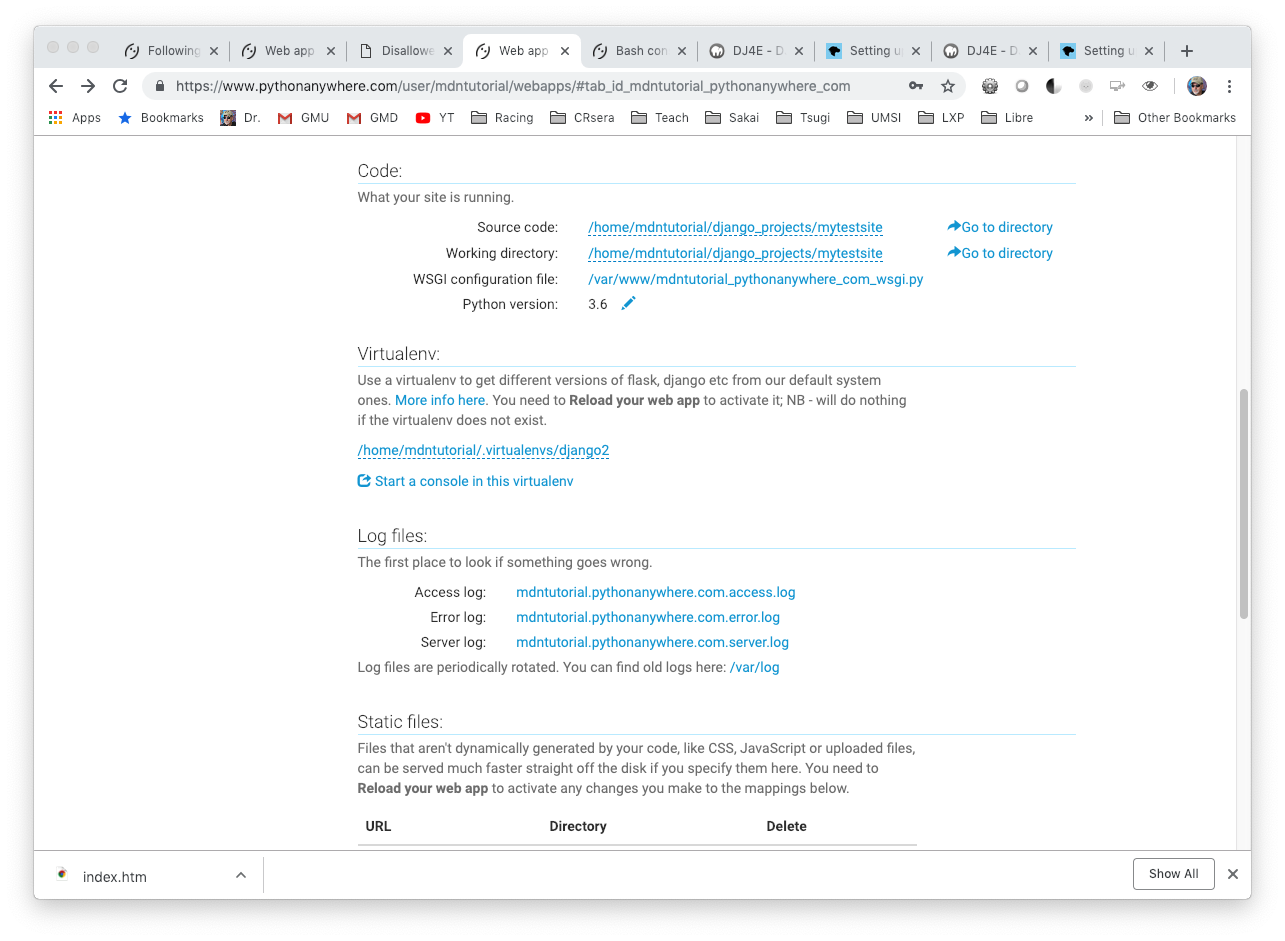 Following
Web app
Disallowe
Web app
Bash con
DJ4E - D
Setting u
DJ4E - D
Setting u
https://www.pythonanywhere.com/user/mdntutorial/webapps/#tab_id_mdntutorial_pythonanywhere_com
Apps Bookmarks Dr. GMU GMD YT Racing CRsera Teach Sakai Tsugi UMSI LXP Libre » Other Bookmarks
Code:
What your site is running.
Source code: /home/mdntutorial/django_projects/mytestsite Go to directory
Working directory: /home/mdntutorial/django_projects/mytestsite Go to directory
WSGI configuration file: /var/www/mdntutorial_pythonanywhere_com_wsgi.py
Python version: 3.6
Virtualenv:
Use a virtualenv to get different versions of flask, django etc from our default system
ones. More info here. You need to Reload your web app to activate it; NB - will do nothing
if the virtualenv does not exist.
/home/mdntutorial/.virtualenvs/django2
Start a console in this virtualenv
Log files:
The first place to look if something goes wrong.
Access log: mdntutorial.pythonanywhere.com.access.log
Error log: mdntutorial.pythonanywhere.com.error.log
Server log: mdntutorial.pythonanywhere.com.server.log
Log files are periodically rotated. You can find old logs here: /var/log
Static files:
Files that aren't dynamically generated by your code, like CSS, JavaScript or uploaded files,
can be served much faster straight off the disk if you specify them here. You need to
Reload your web app to activate any changes you make to the mappings below.
URL Directory Delete
index.htm Show All